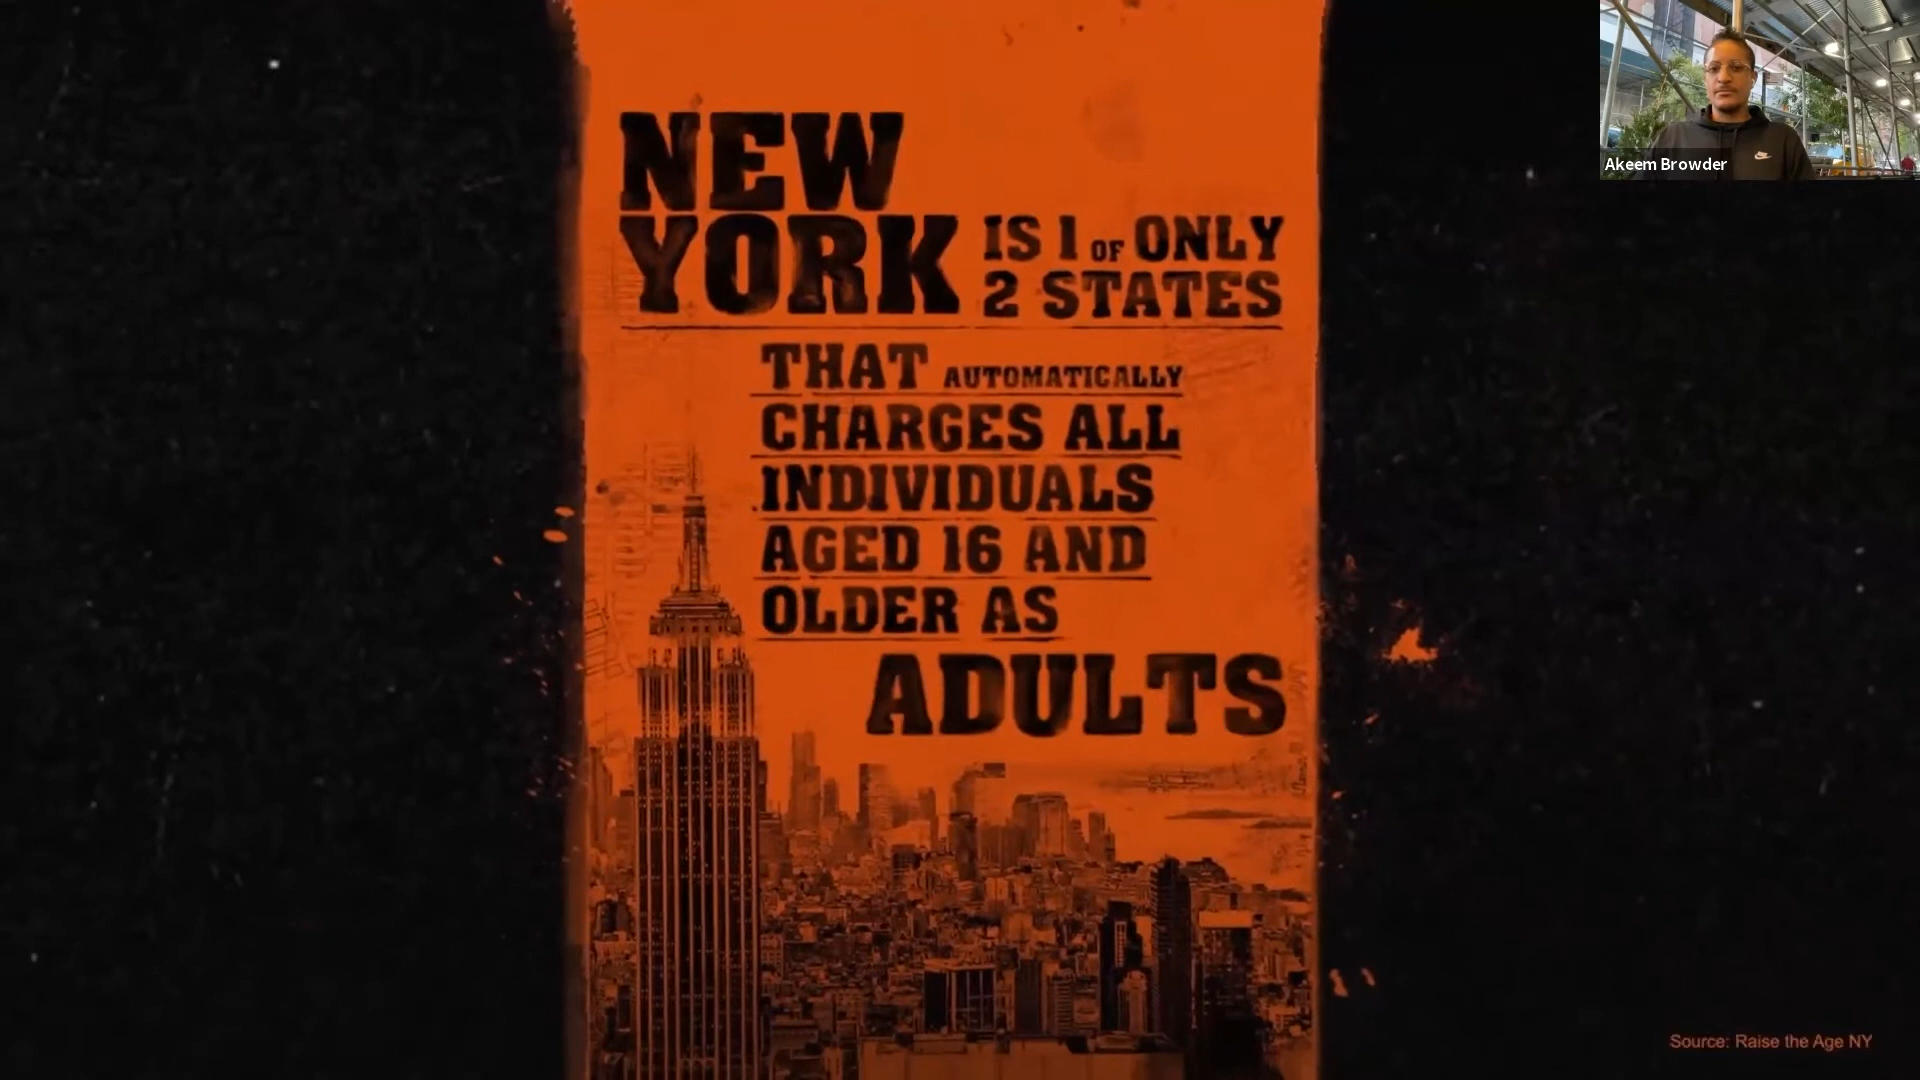 NEW
YORK IS 1 OF ONLY
2 STATES
THAT AUTOMATICALLY
CHARGES ALL
INDIVIDUALS
AGED 16 AND
OLDER AS
ADULTS
Akeem Browder
Source: Raise the Age NY